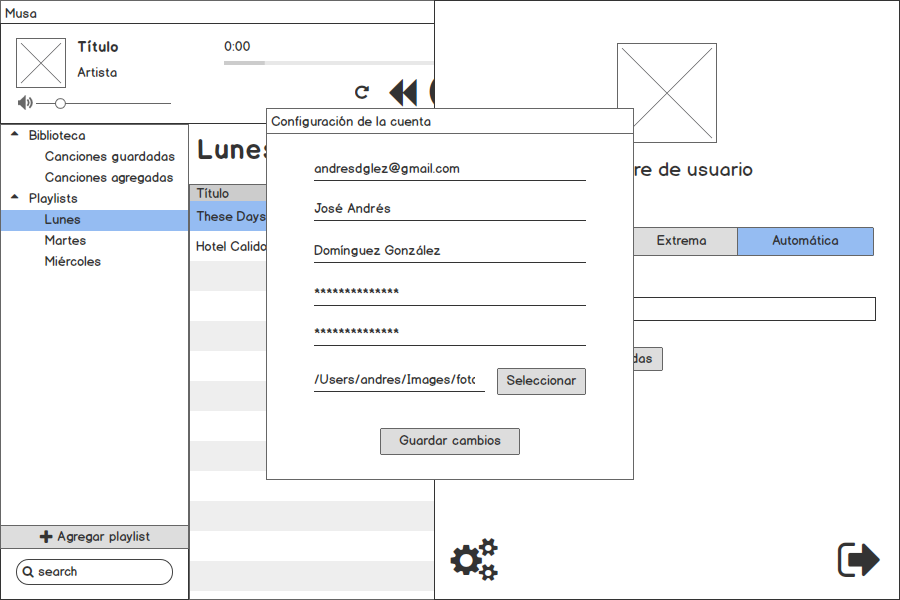 Musa
Título
Artista
0:00
Biblioteca
Canciones guardadas
Canciones agregadas
Playlists
Lunes
Martes
Miércoles
Agregar playlist
search
Lunes
Título
These Days
Hotel Calido
Configuración de la cuenta
andresdglez@gmail.com
José Andrés
Domínguez González
**************
**************
/Users/andres/Images/foto
Seleccionar
Guardar cambios
re de usuario
Extrema
Automática
das